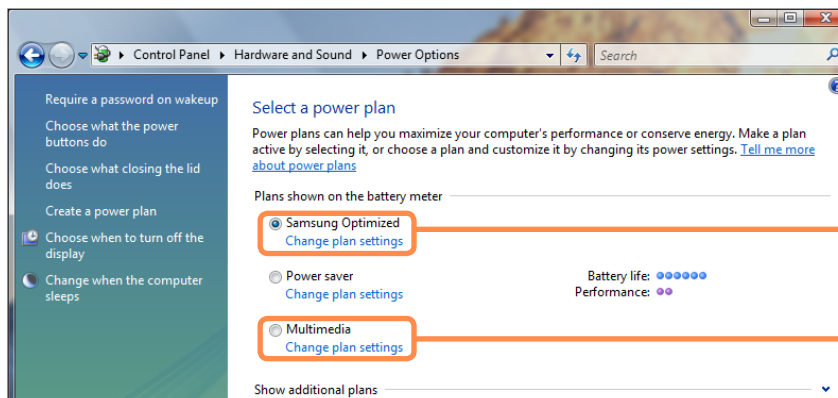 Control Panel ▸ Hardware and Sound ▸ Power Options
Search
Require a password on wakeup
Choose what the power
buttons do
Choose what closing the lid
does
Create a power plan
Choose when to turn off the
display
Change when the computer
sleeps
Select a power plan
Power plans can help you maximize your computer's performance or conserve energy. Make a plan
active by selecting it, or choose a plan and customize it by changing its power settings. Tell me more
about power plans
Plans shown on the battery meter
Samsung Optimized
Change plan settings
Power saver
Battery life:
Change plan settings
Performance:
Multimedia
Change plan settings
Show additional plans